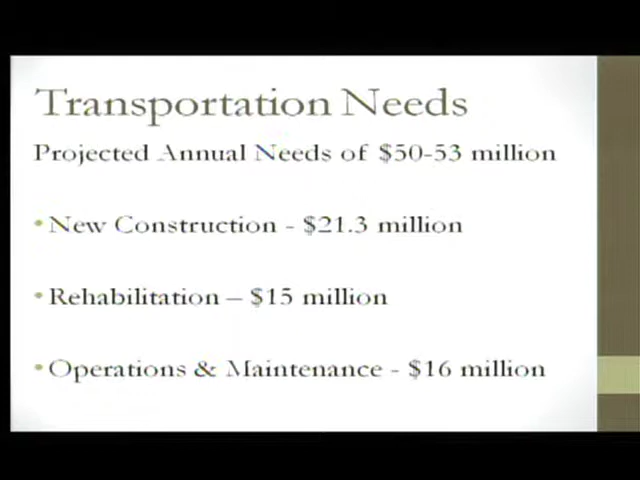 Transportation Needs
Projected Annual Needs of $50-53 million
• New Construction - $21.3 million
• Rehabilitation – $15 million
• Operations & Maintenance - $16 million